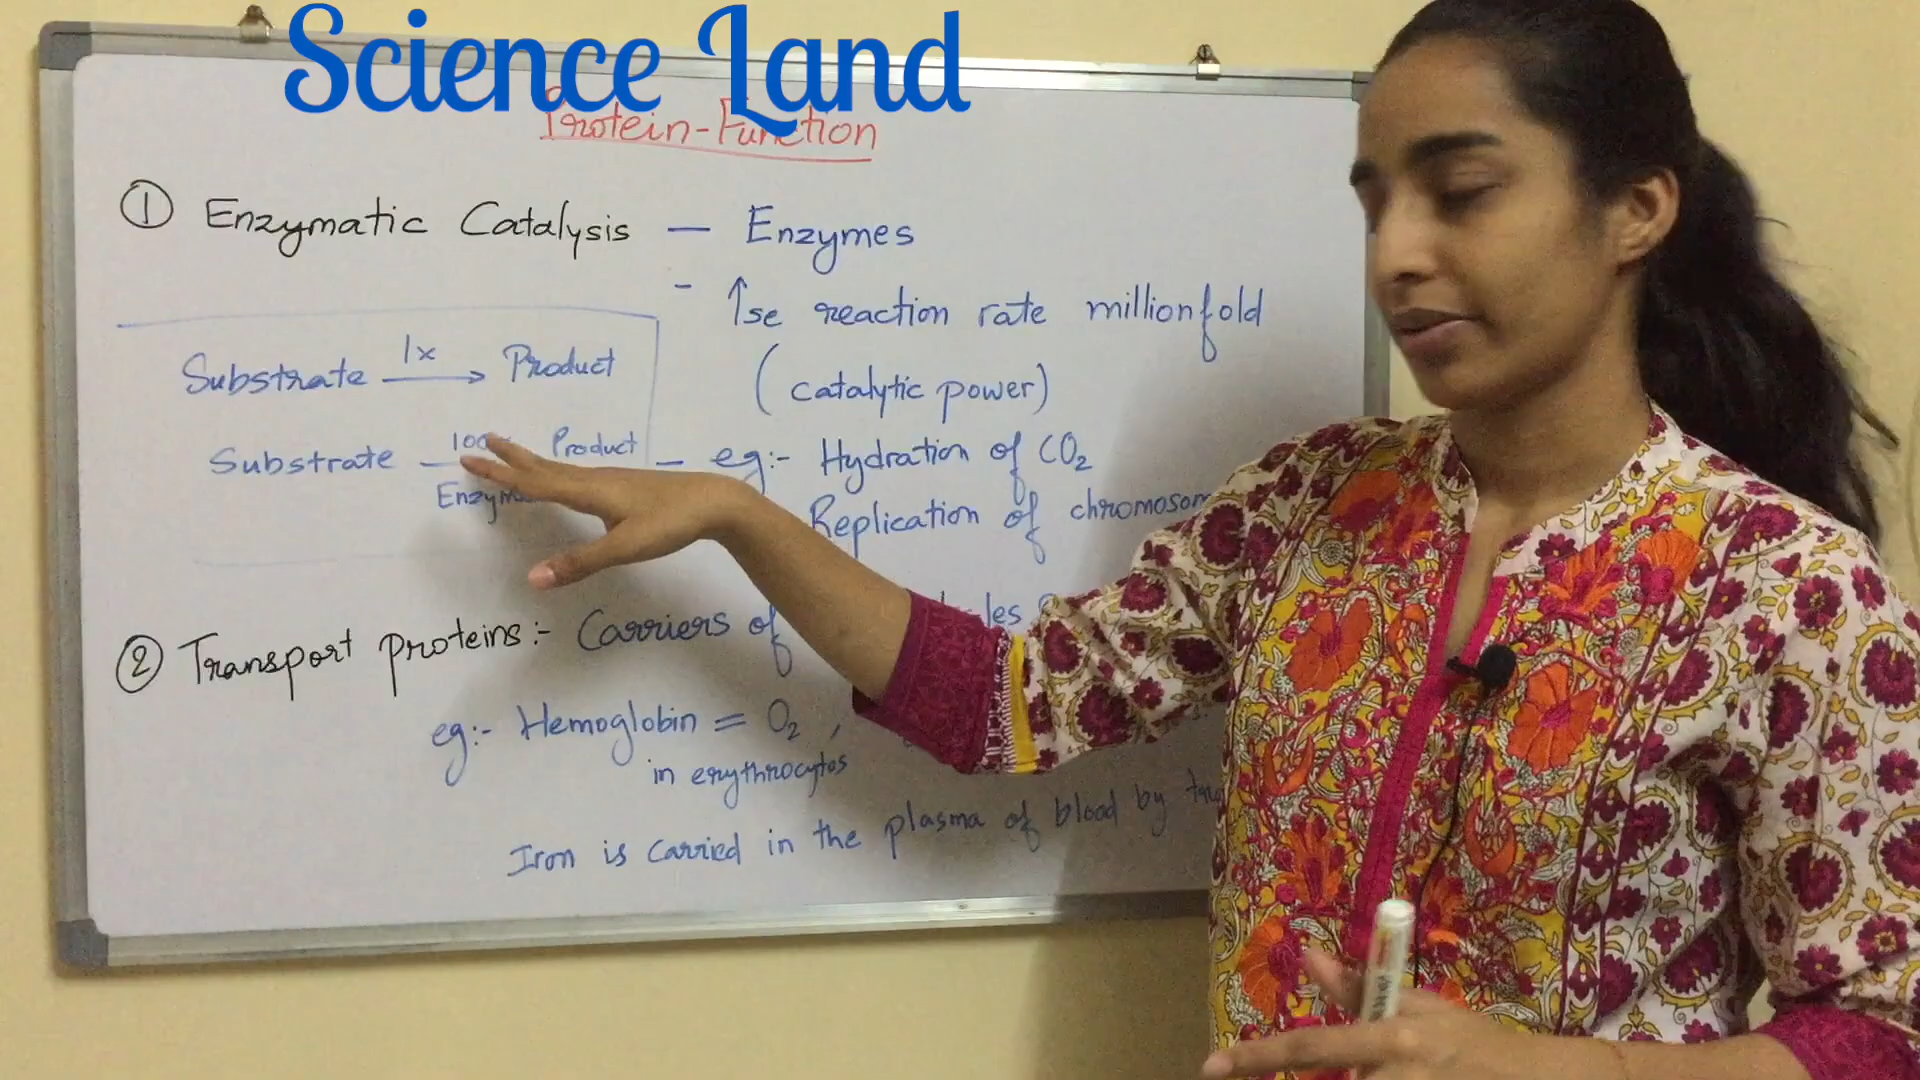 Science Land
Protein-Function
① Enzymatic Catalysis — Enzymes
- ↑se reaction rate millionfold
(catalytic power)
Substrate 1x → Product
Substrate Product
- eg:- Hydration of CO₂
Replication of
② Transport proteins:- Carriers of
eg:- Hemoglobin = O₂,
in erythrocytes
Iron is carried in the plasma of blood by